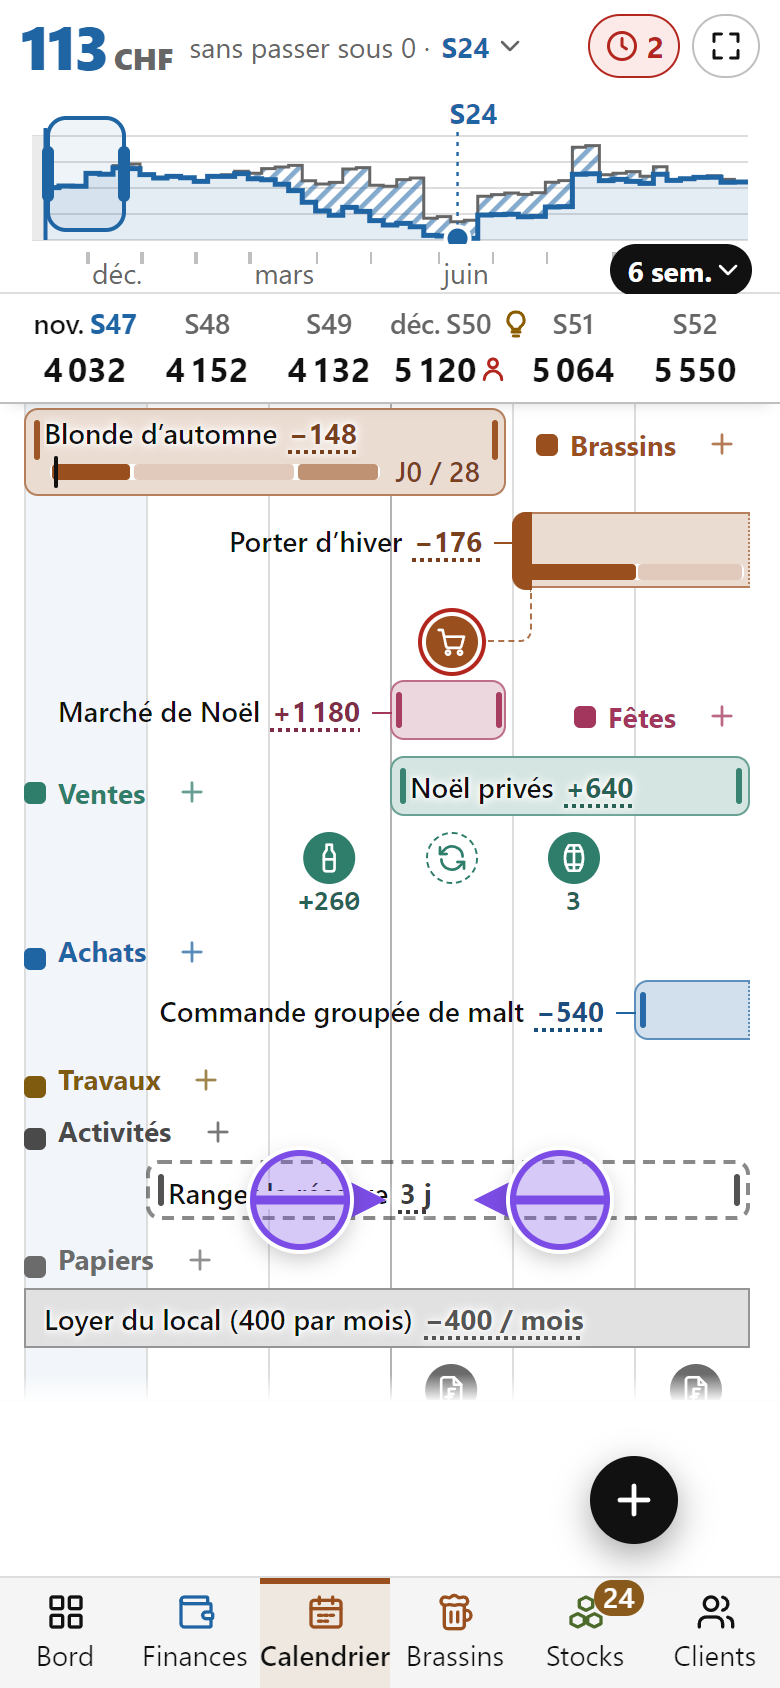 113 CHF sans passer sous 0 · S24
2
S24
déc. mars juin
6 sem.
nov. S47 S48 S49 déc. S50 S51 S52
4 032 4 152 4 132 5 120 5 064 5 550
Blonde d’automne −148
J0 / 28
Brassins +
Porter d’hiver −176
Marché de Noël +1 180
Fêtes +
Noël privés +640
Ventes +
+260 3
Achats +
Commande groupée de malt −540
Travaux +
Activités +
3 j
Papiers +
Loyer du local (400 par mois) −400 / mois
+
24
Bord Finances Calendrier Brassins Stocks Clients